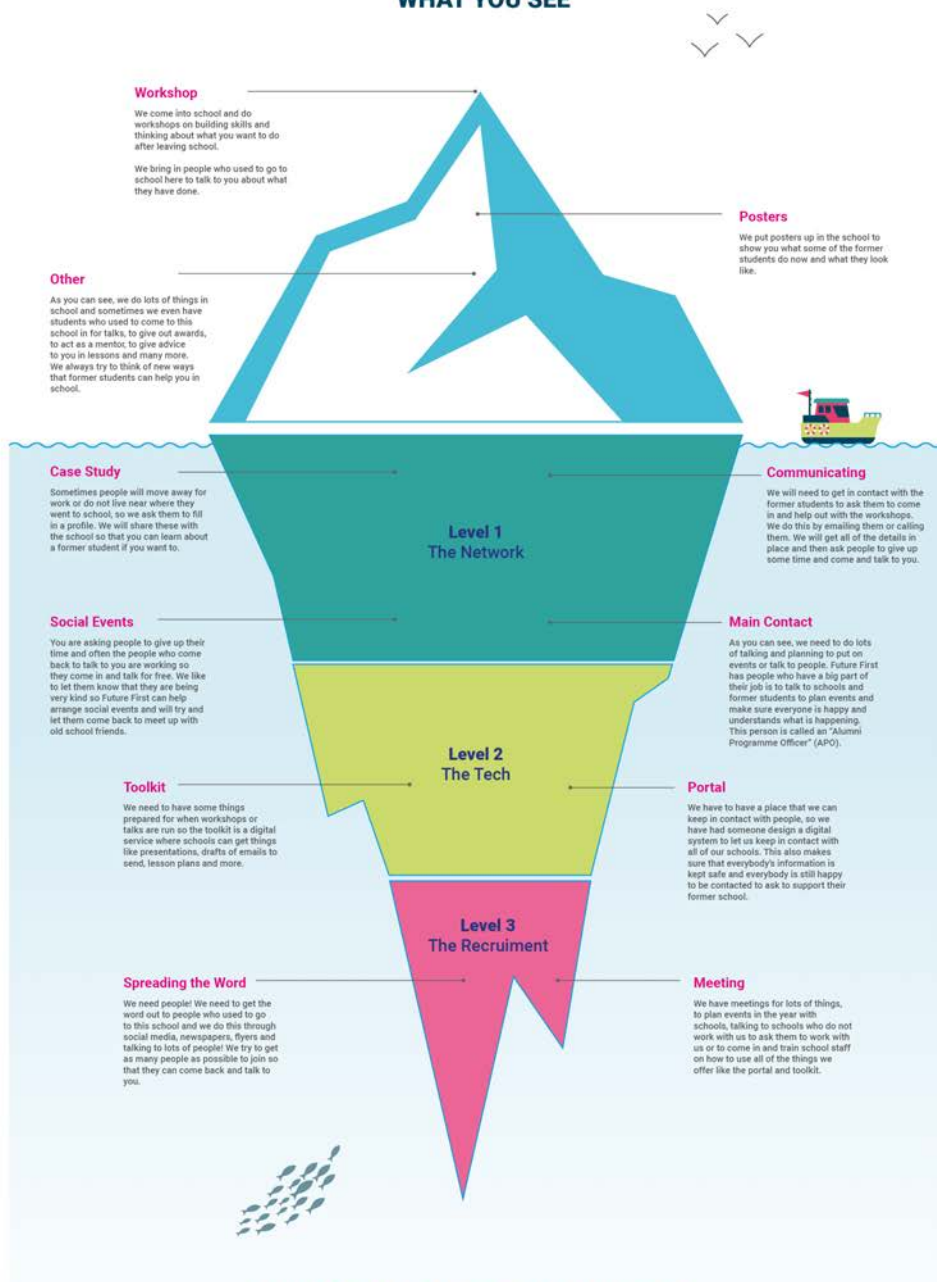 WHAT YOU SEE
Workshop
We come into school and do
workshops on building skills and
thinking about what you want to do
after leaving school.
We bring in people who used to go to
school here to talk to you about what
they have done.
Posters
We put posters up in the school to
show you what some of the former
students do now and what they look
like.
Other
As you can see, we do lots of things in
school and sometimes we even have
students who used to come to this
school in for talks, to give out awards,
to act as a mentor, to give advice
to you in lessons and many more.
We always try to think of new ways
that former students can help you in
school.
Case Study
Sometimes people will move away for
work or do not live near where they
went to school, so we ask them to fill
in a profile. We will share these with
the school so that you can learn about
a former student if you want to.
Communicating
We will need to get in contact with the
former students to ask them to come
in and help out with the workshops.
We do this by emailing them or calling
them. We will get all of the details in
place and then ask people to give up
some time and come and talk to you.
Level 1
The Network
Social Events
You are asking people to give up their
time and often the people who come
back to talk to you are working so
they come in and talk for free. We like
to let them know that they are being
very kind so Future First can help
arrange social events and will try and
let them come back to meet up with
old school friends.
Main Contact
As you can see, we need to do lots
of talking and planning to put on
events or talk to people. Future First
has people who have a big part of
their job is to talk to schools and
former students to plan events and
make sure everyone is happy and
understands what is happening.
This person is called an "Alumni
Programme Officer" (APO).
Level 2
The Tech
Toolkit
We need to have some things
prepared for when workshops or
talks are run so the toolkit is a digital
service where schools can get things
like presentations, drafts of emails to
send, lesson plans and more.
Portal
We have to have a place that we can
keep in contact with people, so we
have had someone design a digital
system to let us keep in contact with
all of our schools. This also makes
sure that everybody's information is
kept safe and everybody is still happy
to be contacted to ask to support their
former school.
Level 3
The Recruiment
Spreading the Word
We need people! We need to get the
word out to people who used to go
to this school and we do this through
social media, newspapers, flyers and
talking to lots of people! We try to get
as many people as possible to join so
that they can come back and talk to
you.
Meeting
We have meetings for lots of things,
to plan events in the year with
schools, talking to schools who do not
work with us to ask them to work with
us or to come in and train school staff
on how to use all of the things we
offer like the portal and toolkit.